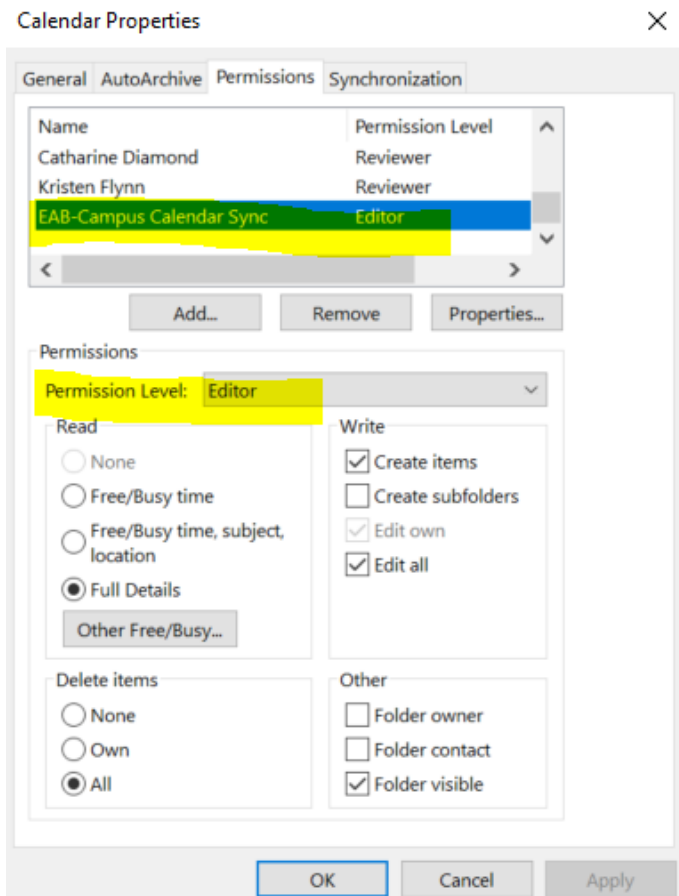 Calendar Properties
General AutoArchive Permissions Synchronization
Name Permission Level
Catharine Diamond Reviewer
Kristen Flynn Reviewer
EAB-Campus Calendar Sync Editor
Add... Remove Properties...
Permissions
Permission Level: Editor
Read Write
None Create items
Free/Busy time Create subfolders
Free/Busy time, subject, Edit own
location Edit all
Full Details
Other Free/Busy...
Delete items Other
None Folder owner
Own Folder contact
All Folder visible
OK Cancel Apply